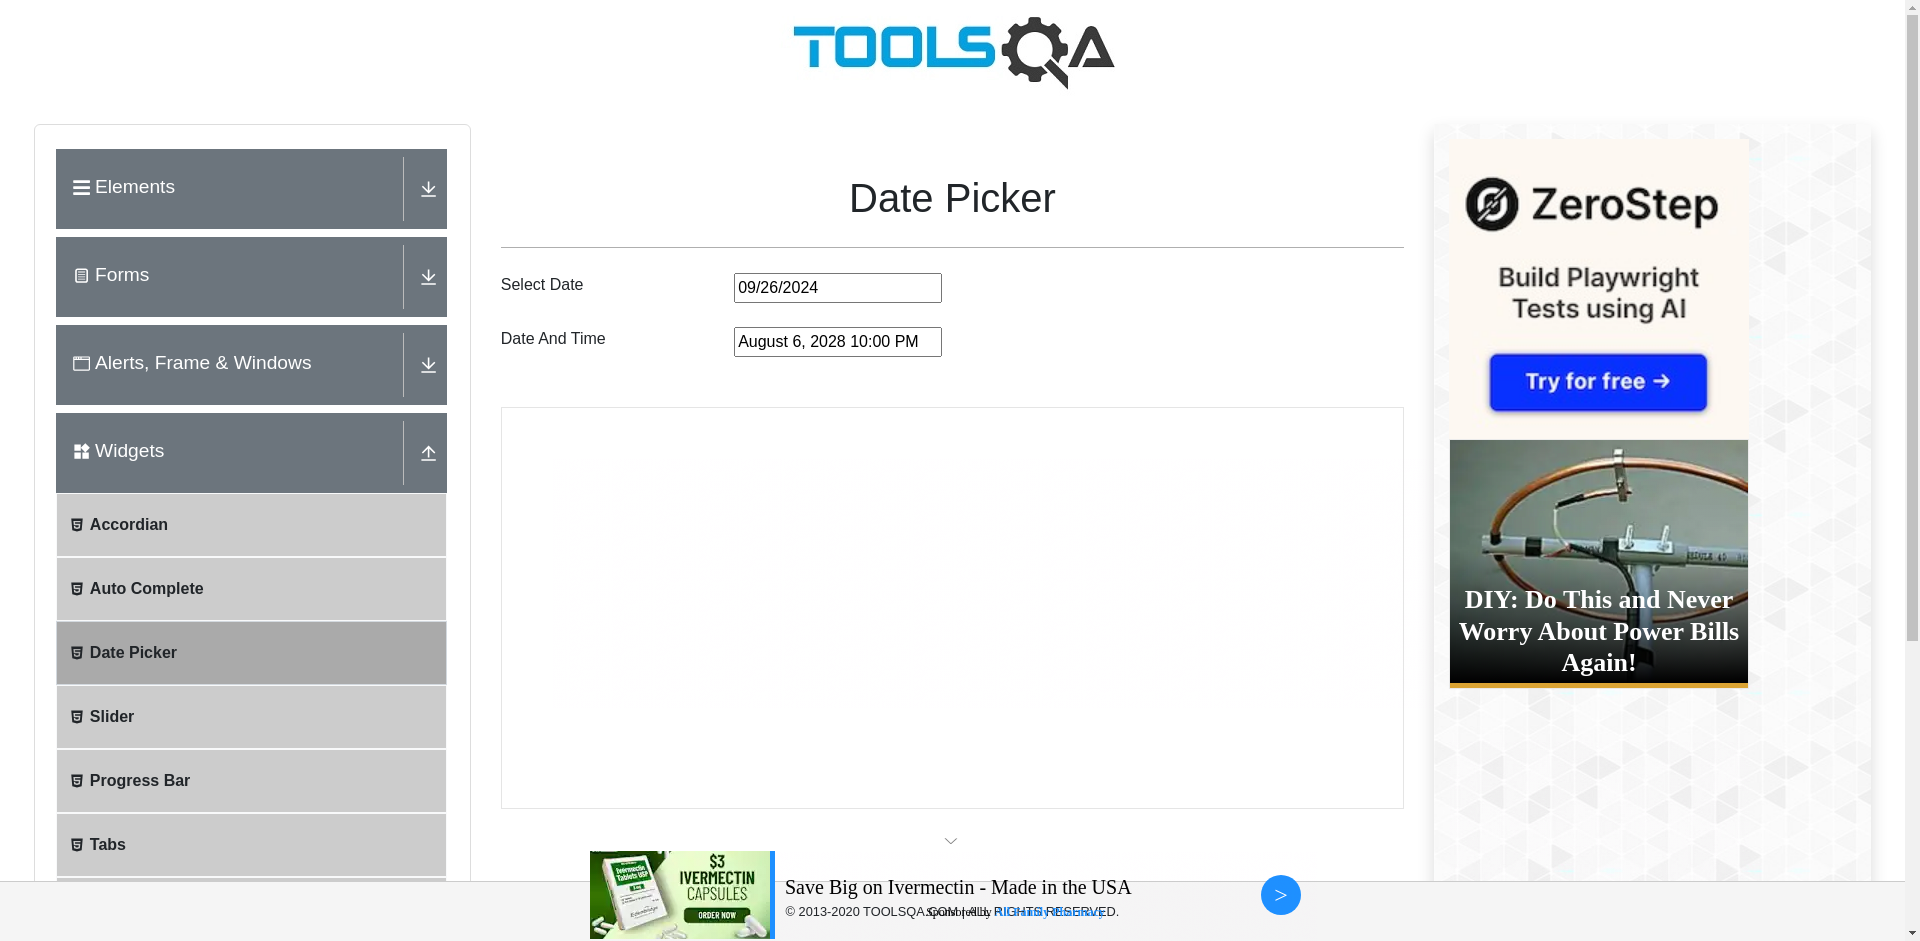 TOOLSQA
Elements
Forms
Alerts, Frame & Windows
Widgets
Accordian
Auto Complete
Date Picker
Slider
Progress Bar
Tabs
Date Picker
Select Date
09/26/2024
Date And Time
August 6, 2028 10:00 PM
ZeroStep
Build Playwright
Tests using AI
Try for free →
DIY: Do This and Never
Worry About Power Bills
Again!
$3
IVERMECTIN
CAPSULES
ORDER NOW
Save Big on Ivermectin - Made in the USA
© 2013-2020 TOOLSQA.COM | ALL RIGHTS RESERVED.
>